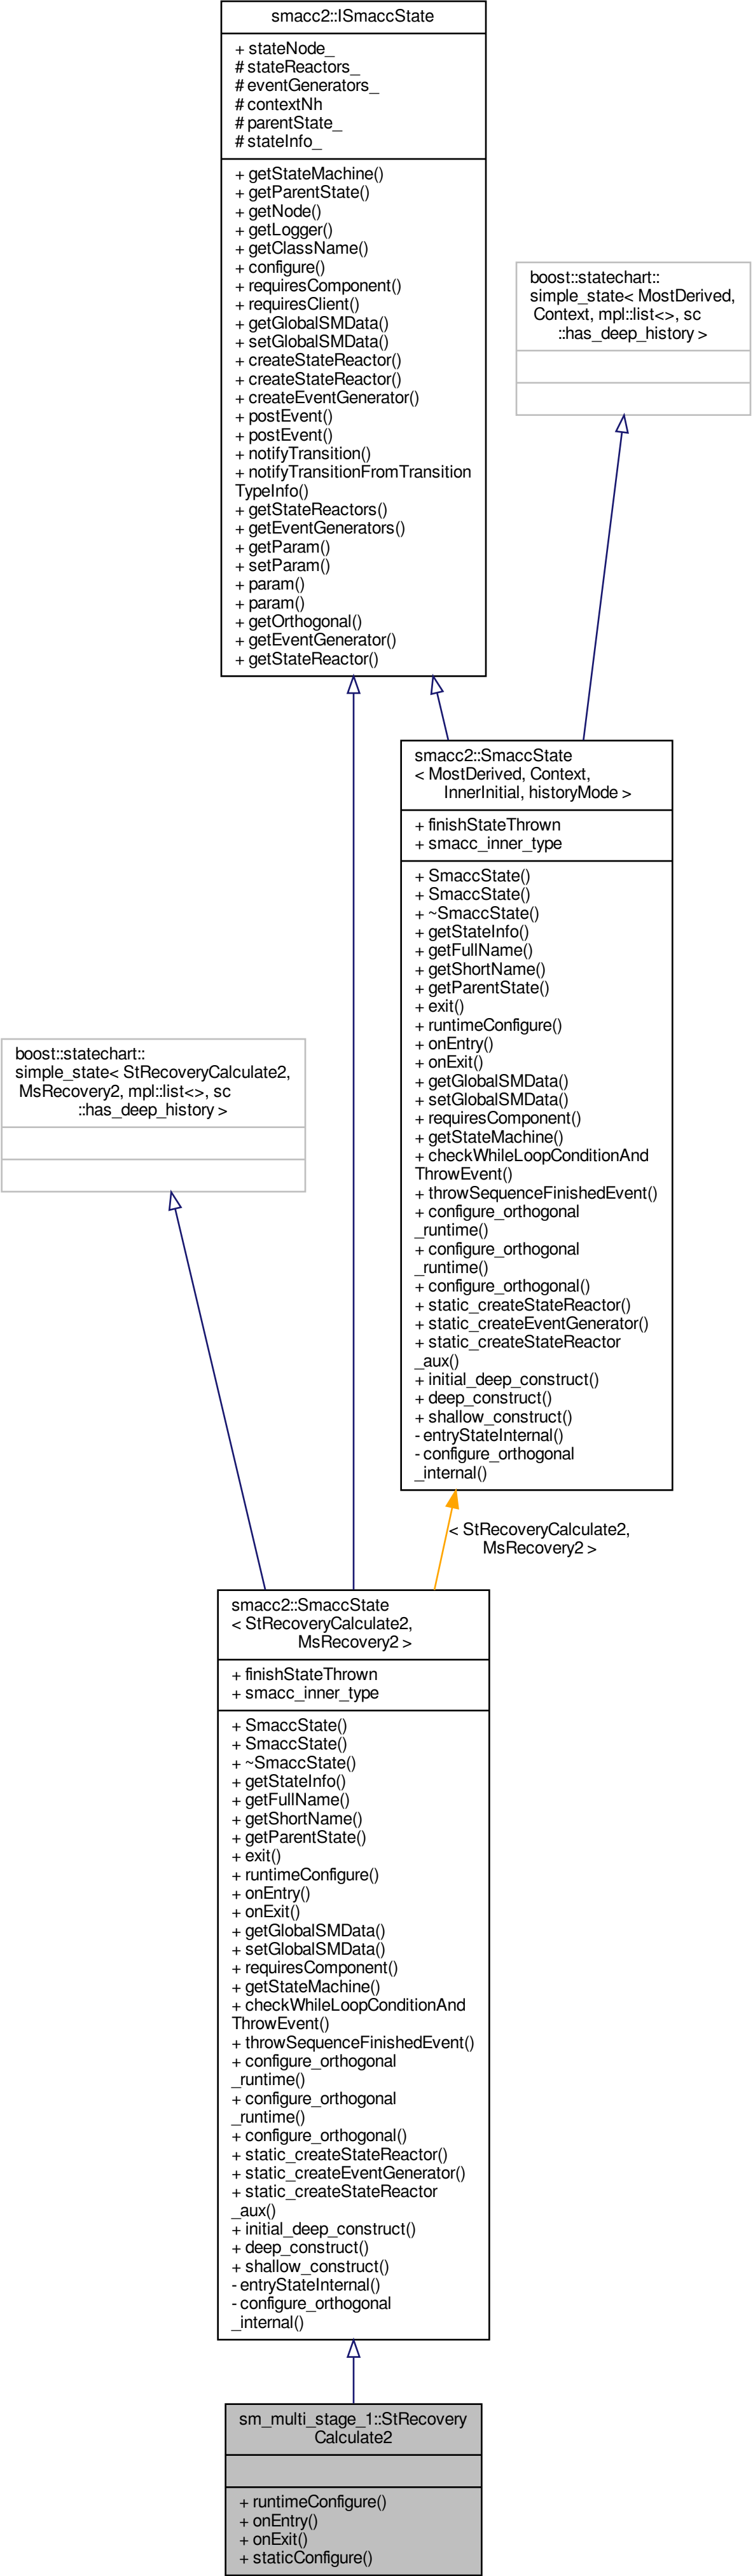 smacc2::ISmaccState
+ stateNode_
# stateReactors_
# eventGenerators_
# contextNh
# parentState_
# stateInfo_
+ getStateMachine()
+ getParentState()
+ getNode()
+ getLogger()
+ getClassName()
+ configure()
+ requiresComponent()
+ requiresClient()
+ getGlobalSMData()
+ setGlobalSMData()
+ createStateReactor()
+ createStateReactor()
+ createEventGenerator()
+ postEvent()
+ postEvent()
+ notifyTransition()
+ notifyTransitionFromTransition
TypeInfo()
+ getStateReactors()
+ getEventGenerators()
+ getParam()
+ setParam()
+ param()
+ param()
+ getOrthogonal()
+ getEventGenerator()
+ getStateReactor()
boost::statechart::
simple_state< MostDerived,
Context, mpl::list<>, sc
::has_deep_history >
smacc2::SmaccState
< MostDerived, Context,
InnerInitial, historyMode >
+ finishStateThrown
+ smacc_inner_type
+ SmaccState()
+ SmaccState()
+ ~SmaccState()
+ getStateInfo()
+ getFullName()
+ getShortName()
+ getParentState()
+ exit()
+ runtimeConfigure()
+ onEntry()
+ onExit()
+ getGlobalSMData()
+ setGlobalSMData()
+ requiresComponent()
+ getStateMachine()
+ checkWhileLoopConditionAnd
ThrowEvent()
+ throwSequenceFinishedEvent()
+ configure_orthogonal
_runtime()
+ configure_orthogonal
_runtime()
+ configure_orthogonal()
+ static_createStateReactor()
+ static_createEventGenerator()
+ static_createStateReactor
_aux()
+ initial_deep_construct()
+ deep_construct()
+ shallow_construct()
- entryStateInternal()
- configure_orthogonal
_internal()
boost::statechart::
simple_state< StRecoveryCalculate2,
MsRecovery2, mpl::list<>, sc
::has_deep_history >
< StRecoveryCalculate2,
MsRecovery2 >
smacc2::SmaccState
< StRecoveryCalculate2,
MsRecovery2 >
+ finishStateThrown
+ smacc_inner_type
+ SmaccState()
+ SmaccState()
+ ~SmaccState()
+ getStateInfo()
+ getFullName()
+ getShortName()
+ getParentState()
+ exit()
+ runtimeConfigure()
+ onEntry()
+ onExit()
+ getGlobalSMData()
+ setGlobalSMData()
+ requiresComponent()
+ getStateMachine()
+ checkWhileLoopConditionAnd
ThrowEvent()
+ throwSequenceFinishedEvent()
+ configure_orthogonal
_runtime()
+ configure_orthogonal
_runtime()
+ configure_orthogonal()
+ static_createStateReactor()
+ static_createEventGenerator()
+ static_createStateReactor
_aux()
+ initial_deep_construct()
+ deep_construct()
+ shallow_construct()
- entryStateInternal()
- configure_orthogonal
_internal()
sm_multi_stage_1::StRecovery
Calculate2
+ runtimeConfigure()
+ onEntry()
+ onExit()
+ staticConfigure()